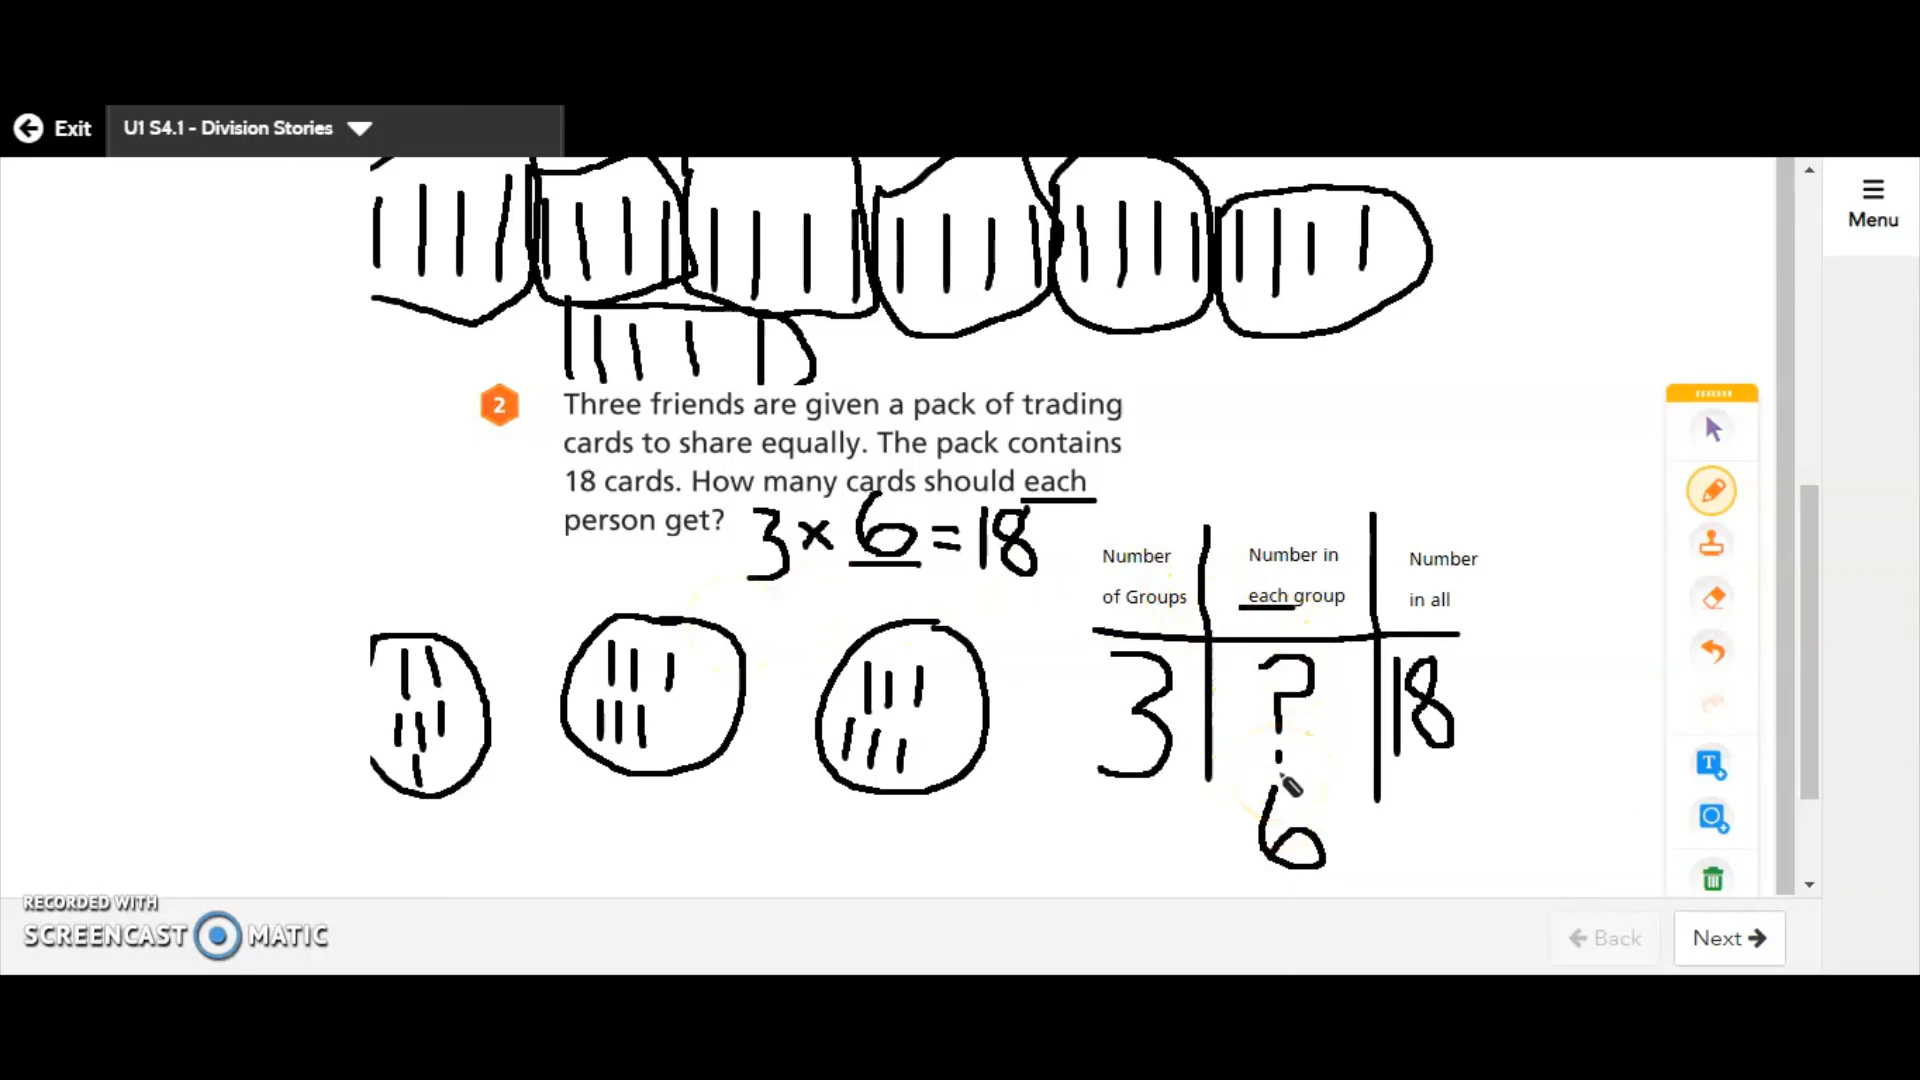 Exit
U1 S4.1 - Division Stories
Menu
2
Three friends are given a pack of trading
cards to share equally. The pack contains
18 cards. How many cards should each
person get?
3 × 6 = 18
Number of Groups
Number in each group
Number in all
3
?
18
6
RECORDED WITH
SCREENCAST MATIC
Back
Next